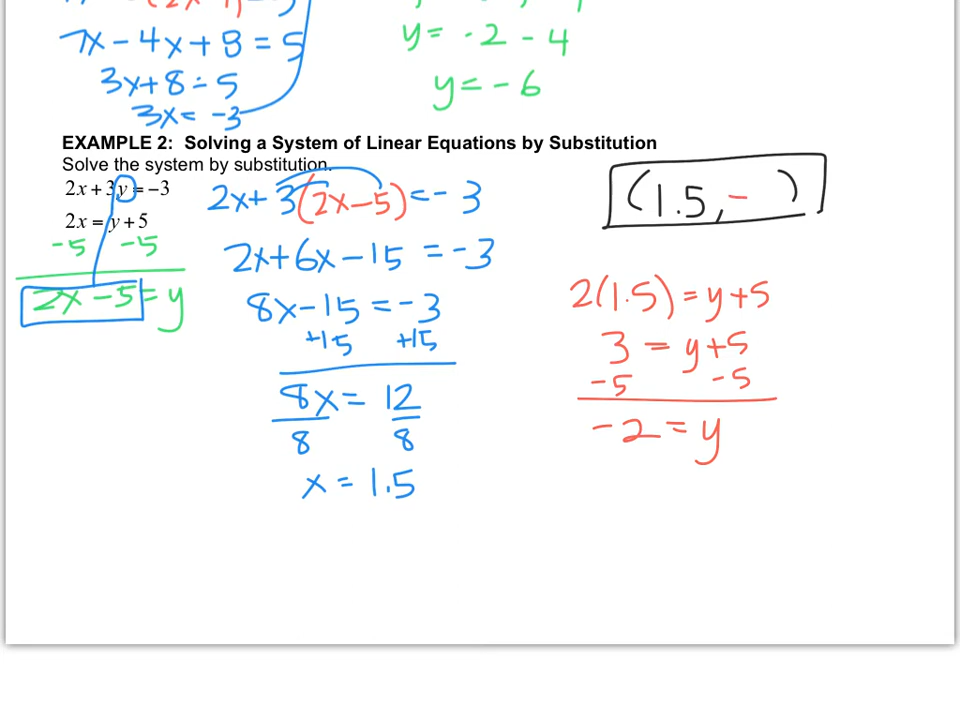 7x - 4x + 8 = 5
3x + 8 = 5
3x = -3
y = -2 - 4
y = -6
EXAMPLE 2: Solving a System of Linear Equations by Substitution
Solve the system by substitution.
2x + 3y = -3
2x = y + 5
-5 -5
2x - 5 = y
2x + 3(2x - 5) = -3
2x + 6x - 15 = -3
8x - 15 = -3
+15 +15
8x = 12
8 8
x = 1.5
(1.5, - )
2(1.5) = y + 5
3 = y + 5
-5 -5
-2 = y